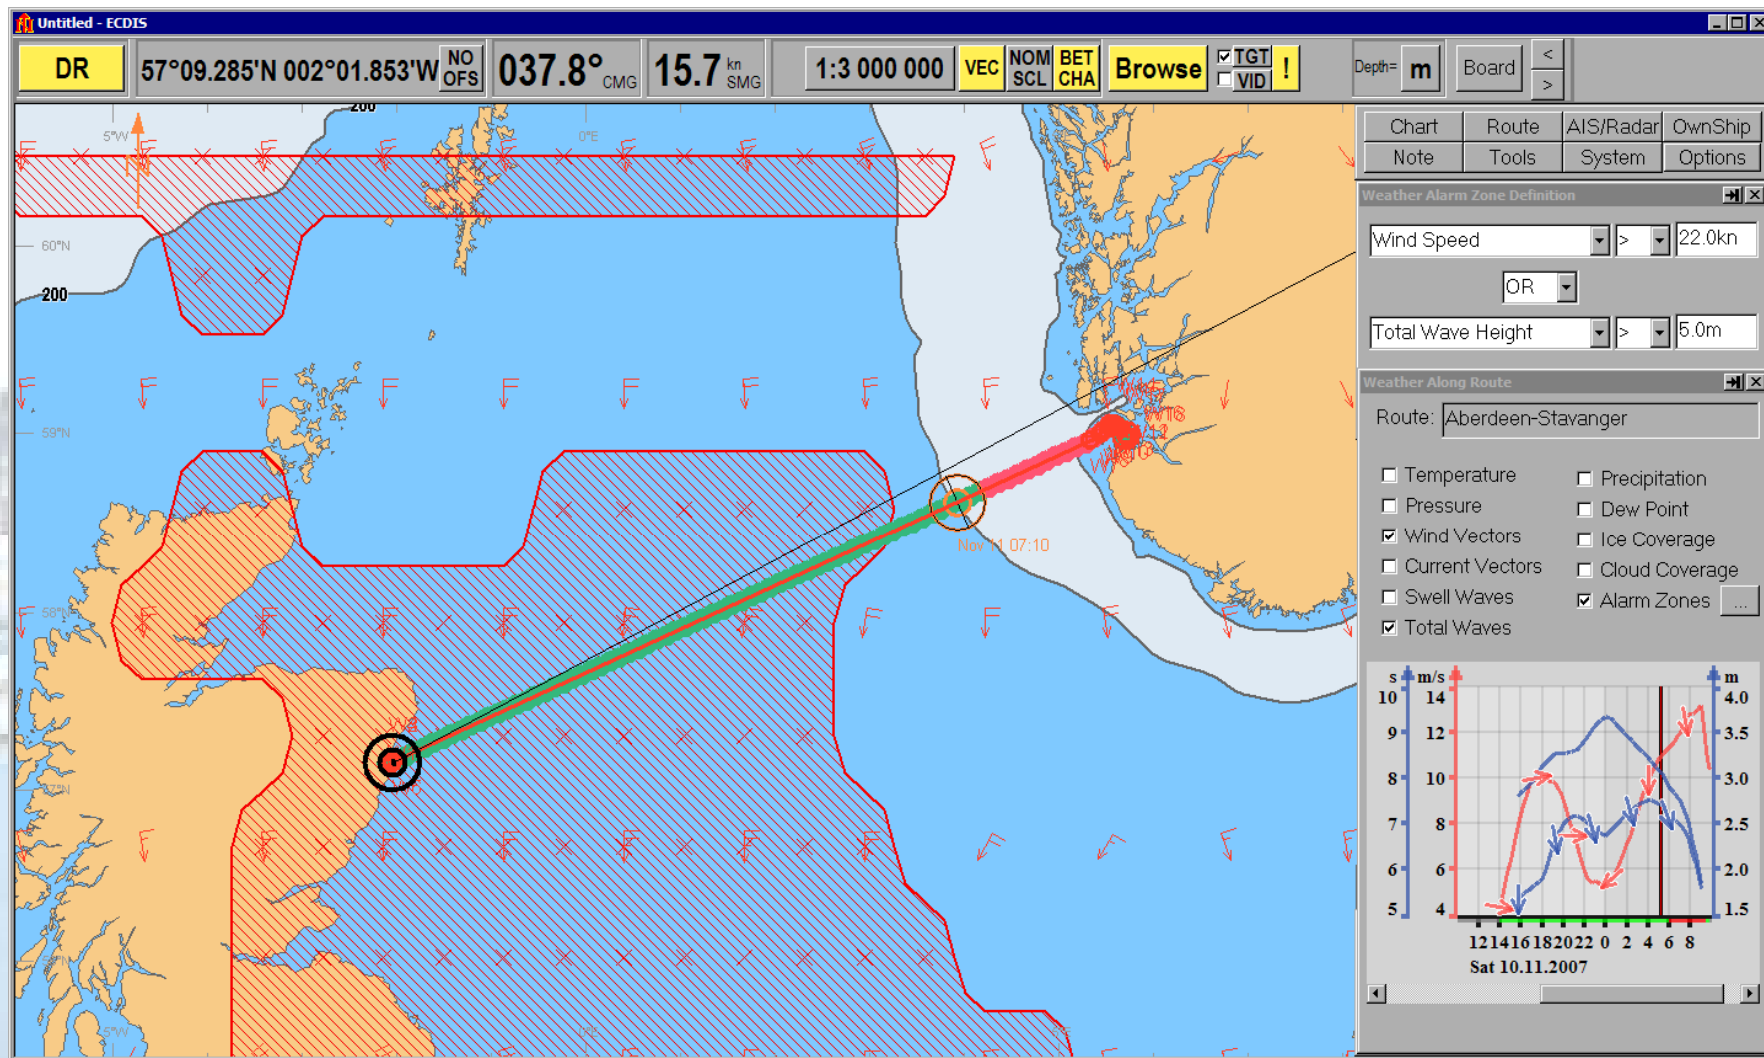 Untitled - ECDIS
DR
57°09.285'N 002°01.853'W
NO OFS
037.8° CMG
15.7 kn SMG
1:3 000 000
VEC
NOM SCL
BET CHA
Browse
TGT
VID
!
Depth= m
Board
<
>
Chart Route AIS/Radar OwnShip
Note Tools System Options
Weather Alarm Zone Definition
Wind Speed > 22.0kn
OR
Total Wave Height > 5.0m
Weather Along Route
Route: Aberdeen-Stavanger
Temperature Precipitation
Pressure Dew Point
Wind Vectors Ice Coverage
Current Vectors Cloud Coverage
Swell Waves Alarm Zones ...
Total Waves
s m/s m
10 14 4.0
9 12 3.5
8 10 3.0
7 8 2.5
6 6 2.0
5 4 1.5
12 14 16 18 20 22 0 2 4 6 8
Sat 10.11.2007
200
5°W 0°E
N
60°N
200
59°N
W16
Nov 11 07:10
58°N
57°N
5°W